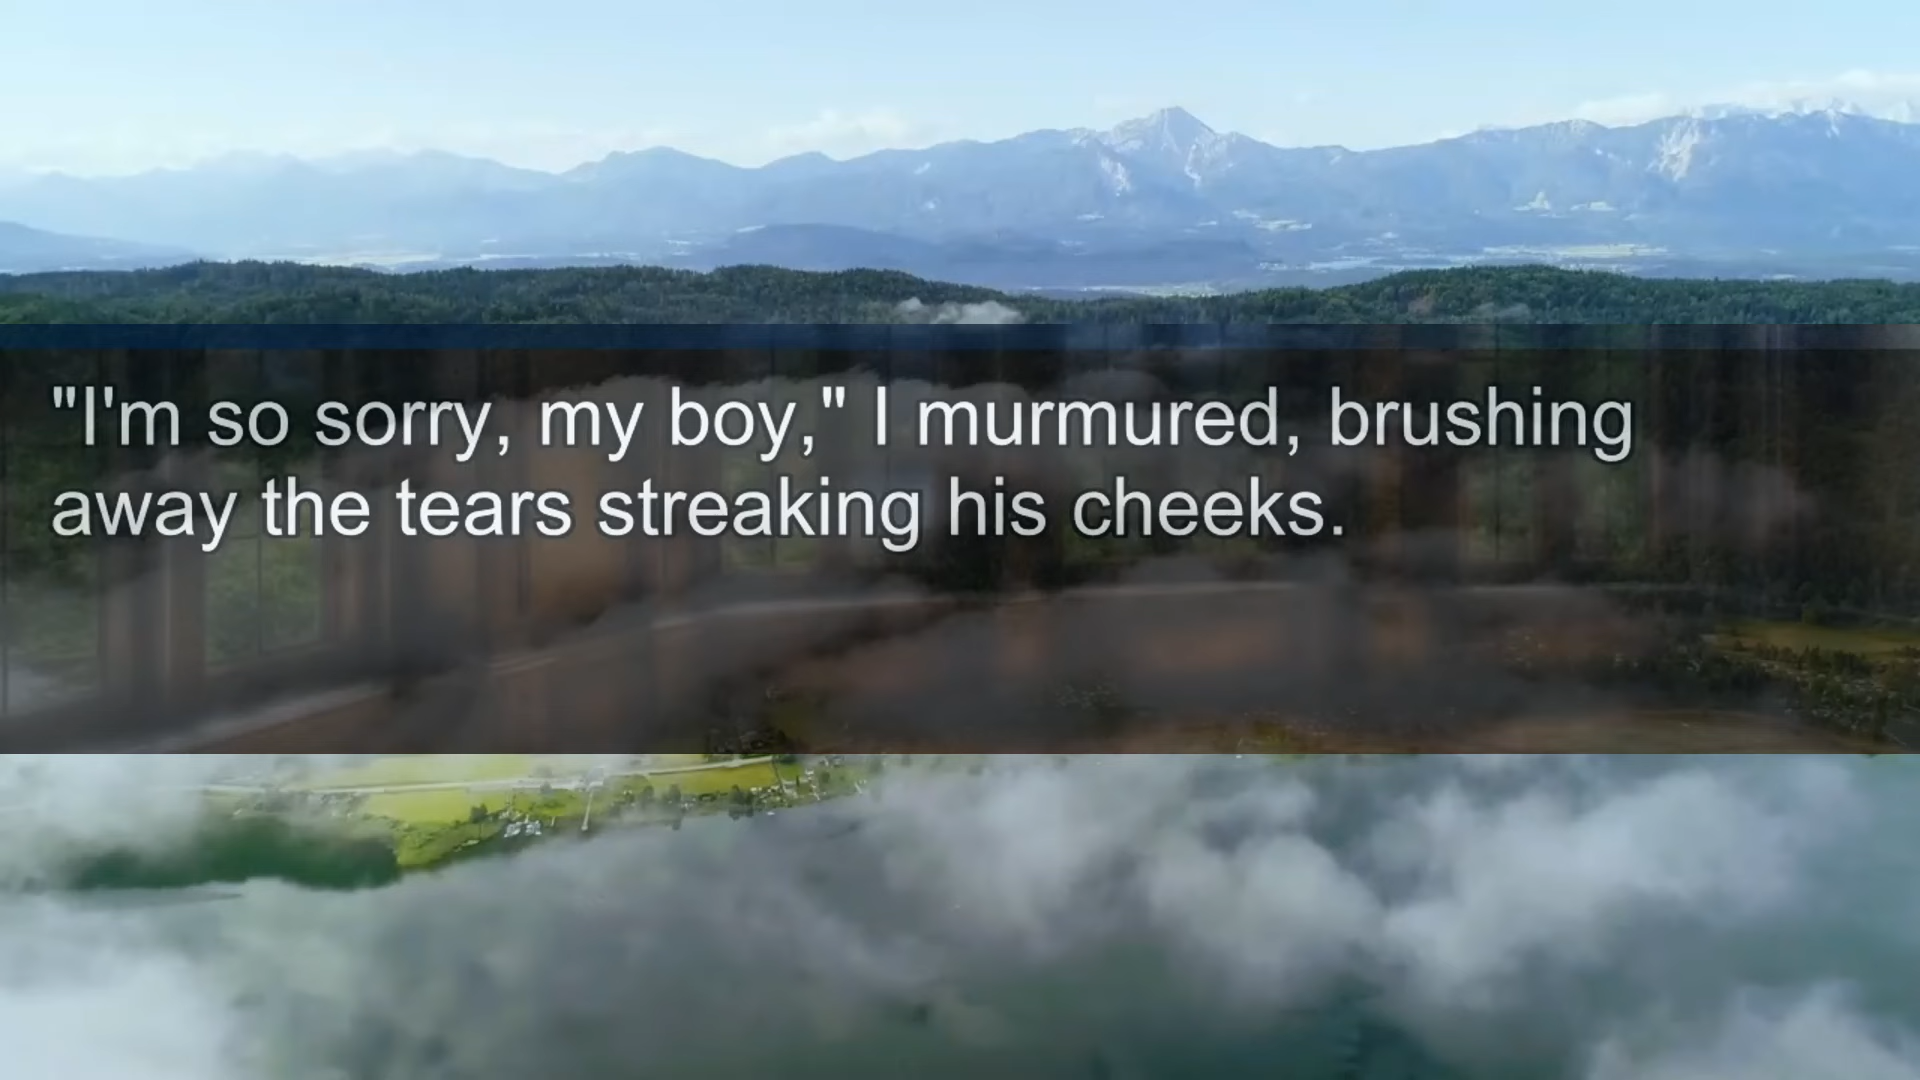 "I'm so sorry, my boy," I murmured, brushing
away the tears streaking his cheeks.